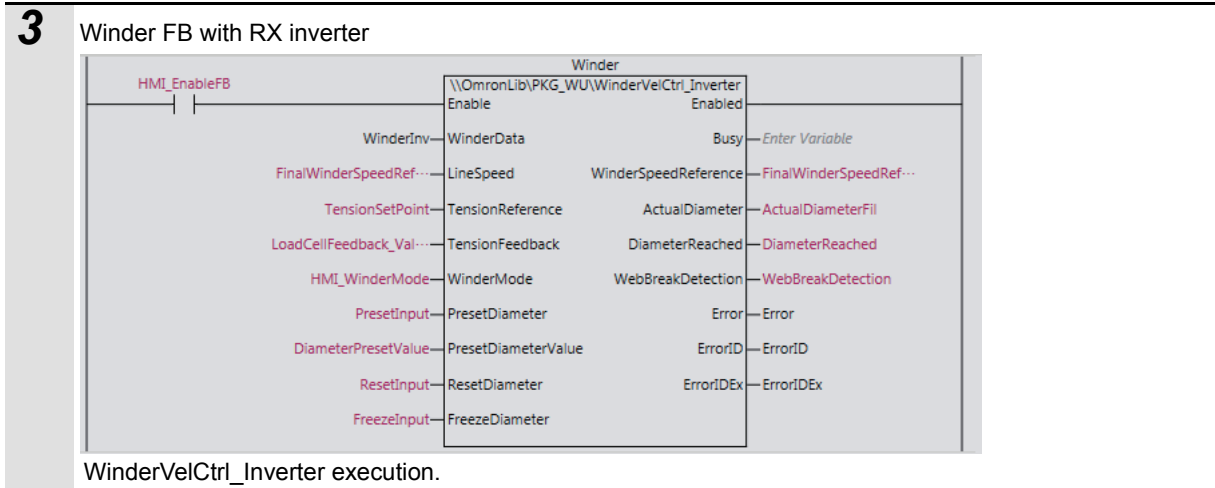 3
Winder FB with RX inverter
Winder
HMI_EnableFB
\\OmronLib\PKG_WU\WinderVelCtrl_Inverter
Enable Enabled
WinderInv WinderData Busy Enter Variable
FinalWinderSpeedRef··· LineSpeed WinderSpeedReference FinalWinderSpeedRef···
TensionSetPoint TensionReference ActualDiameter ActualDiameterFil
LoadCellFeedback_Val··· TensionFeedback DiameterReached DiameterReached
HMI_WinderMode WinderMode WebBreakDetection WebBreakDetection
PresetInput PresetDiameter Error Error
DiameterPresetValue PresetDiameterValue ErrorID ErrorID
ResetInput ResetDiameter ErrorIDEx ErrorIDEx
FreezeInput FreezeDiameter
WinderVelCtrl_Inverter execution.